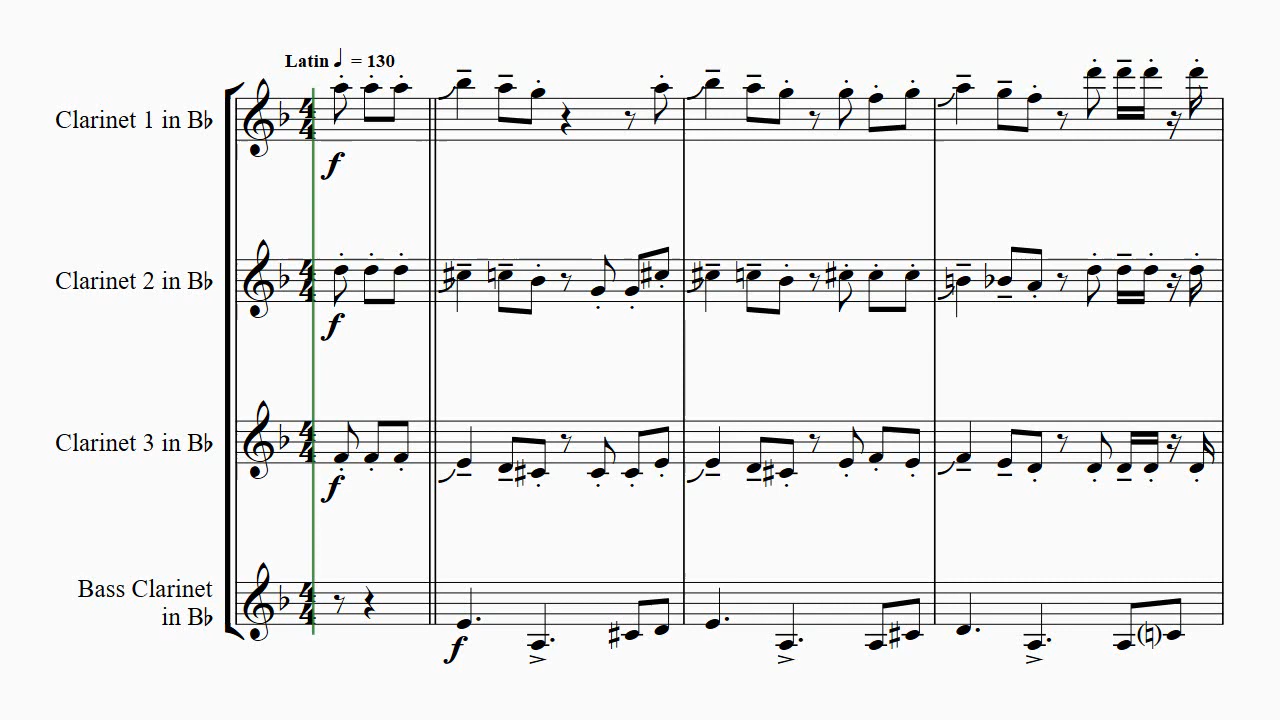 Latin ♩ = 130
Clarinet 1 in B♭
f
Clarinet 2 in B♭
f
Clarinet 3 in B♭
f
Bass Clarinet
in B♭
f